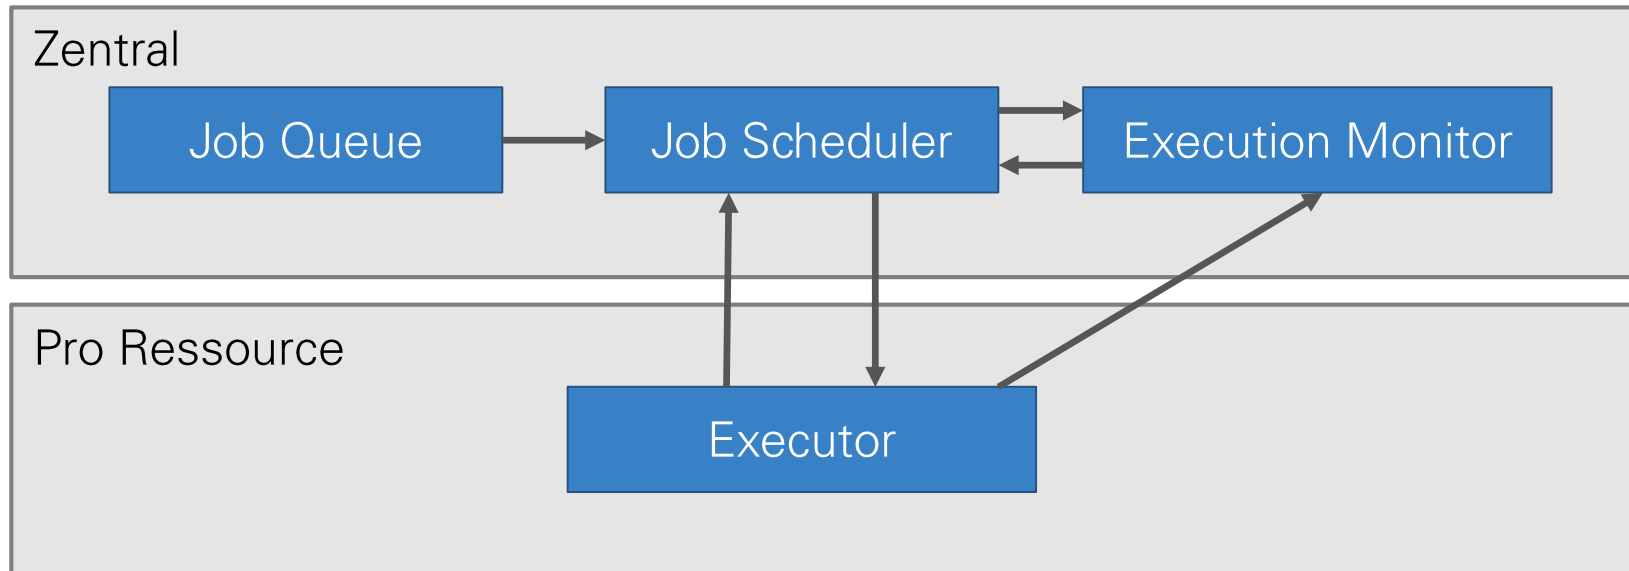 Zentral
Job Queue
Job Scheduler
Execution Monitor
Pro Ressource
Executor